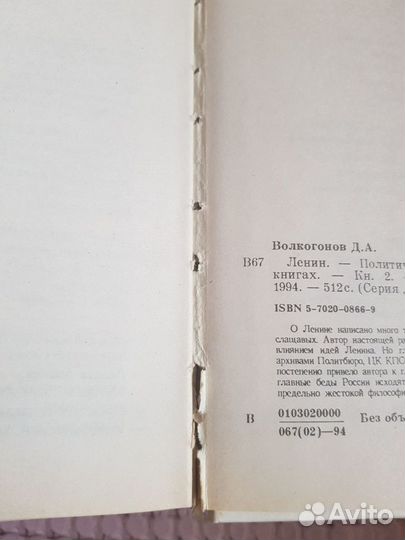 Волкогонов Д.А.
В67 Ленин. — Политич
книгах. — Кн. 2.
1994. — 512с. (Серия
ISBN 5-7020-0866-9
О Ленине написано много
слащавых. Автор настоящей ра
влиянием идей Ленина. Но г
архивами Политбюро, ЦК КПС
постепенно привело автора к г
главные беды России исходят
предельно жестокой философи
0103020000
В Без объ
067(02)—94
Avito